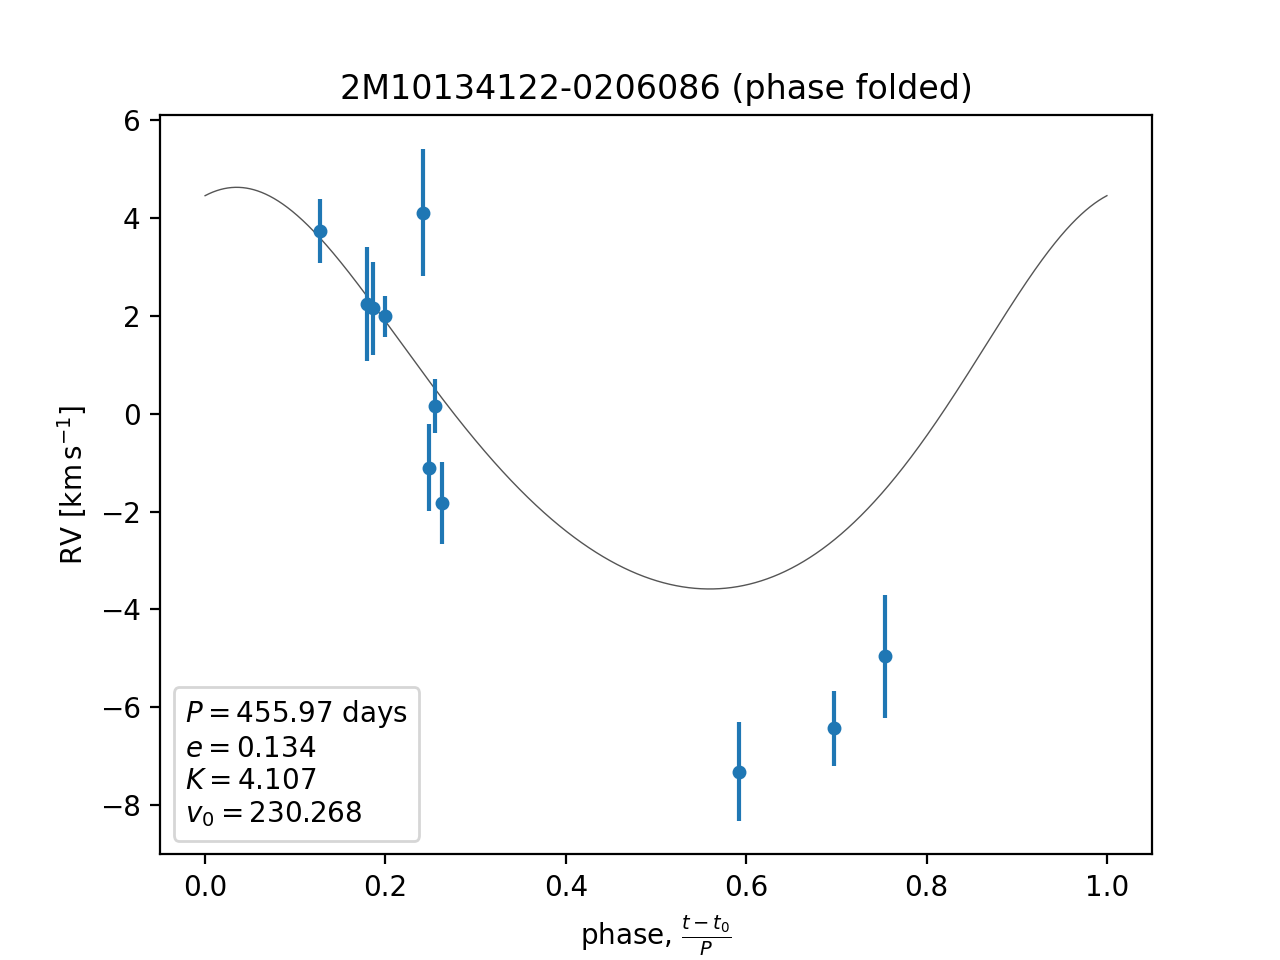 2M10134122-0206086 (phase folded)
6
4
2
0
−2
−4
−6
−8
RV [km s⁻¹]
P = 455.97 days
e = 0.134
K = 4.107
v₀ = 230.268
0.0 0.2 0.4 0.6 0.8 1.0
phase, (t − t₀)/P